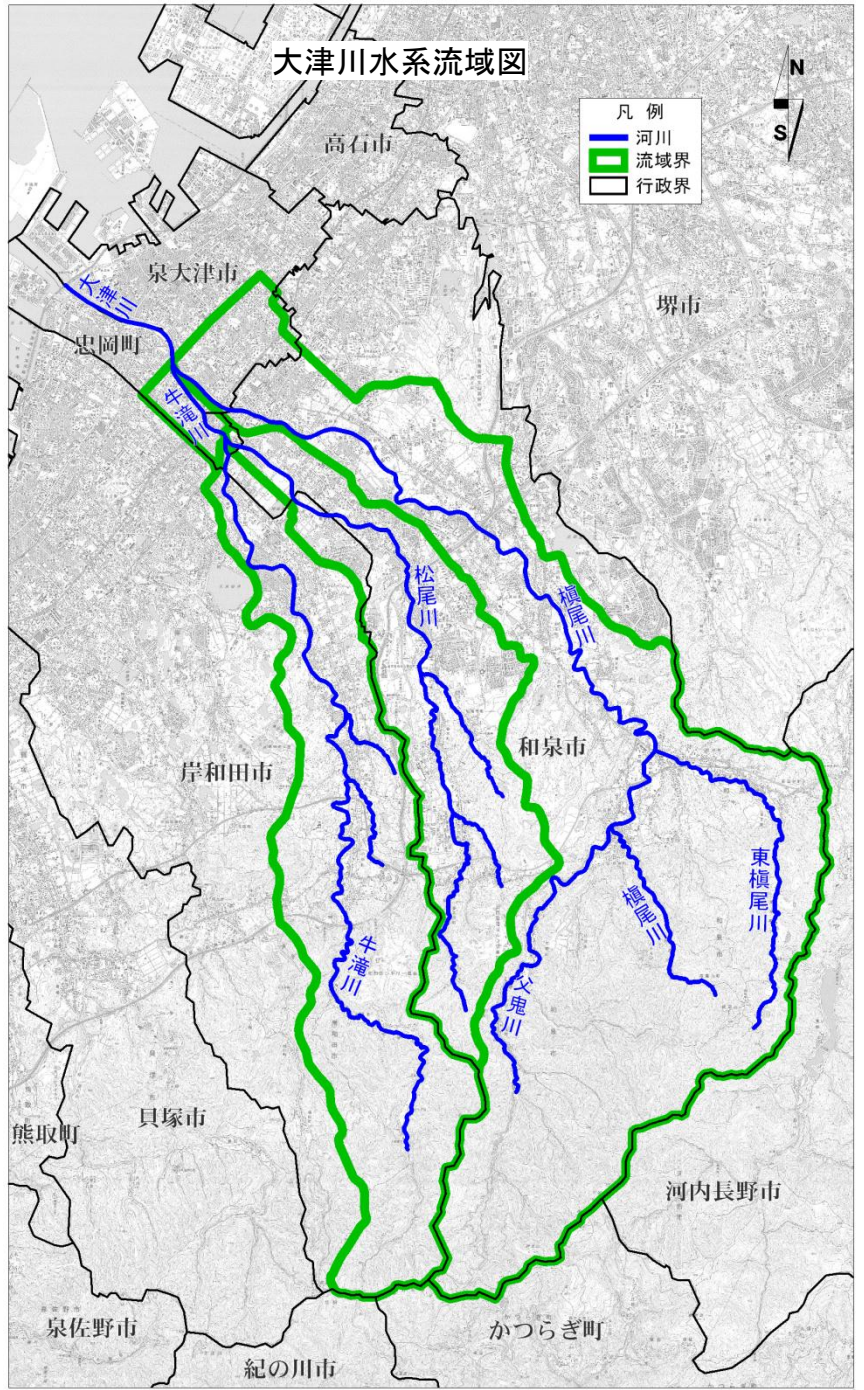 大津川水系流域図
N
S
凡 例
河川
流域界
行政界
高石市
泉大津市
大津川
忠岡町
堺市
牛滝川
松尾川
槇尾川
和泉市
岸和田市
東槇尾川
槇尾川
牛滝川
父鬼川
貝塚市
熊取町
河内長野市
泉佐野市
かつらぎ町
紀の川市